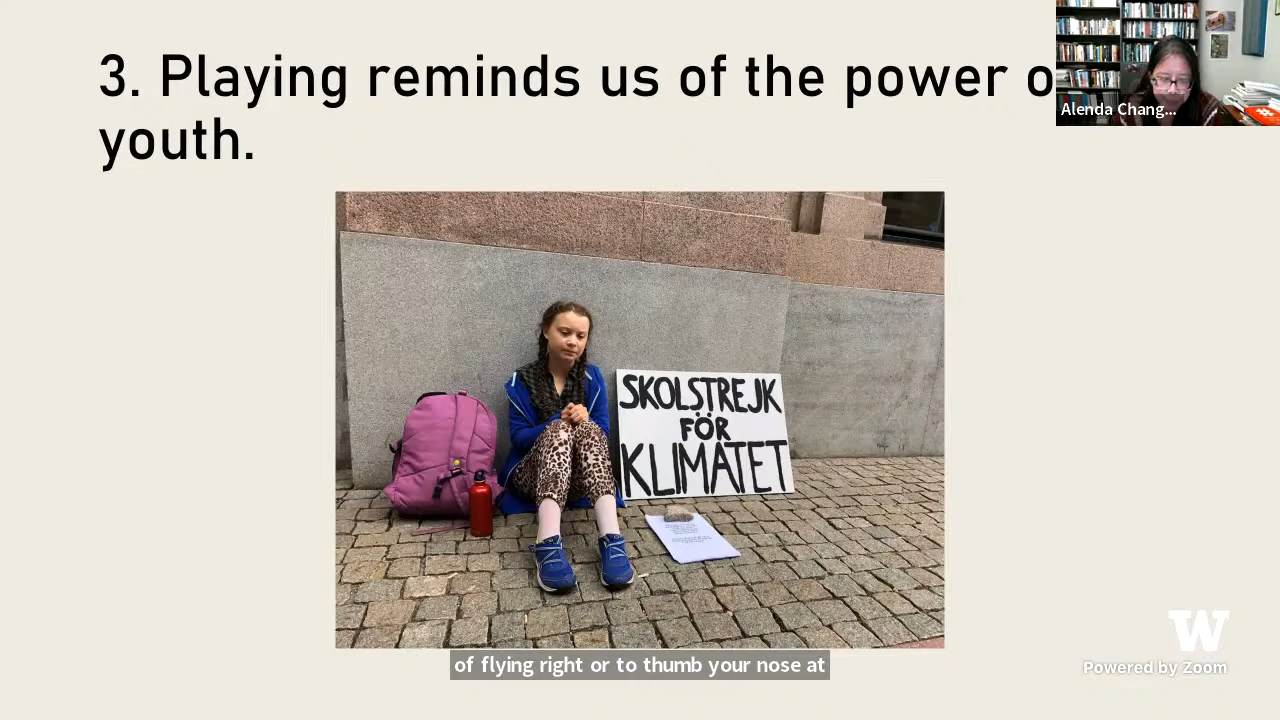 3. Playing reminds us of the power o
youth.
Alenda Chang...
SKOLSTREJK
FÖR
KLIMATET
of flying right or to thumb your nose at
W
Powered by Zoom